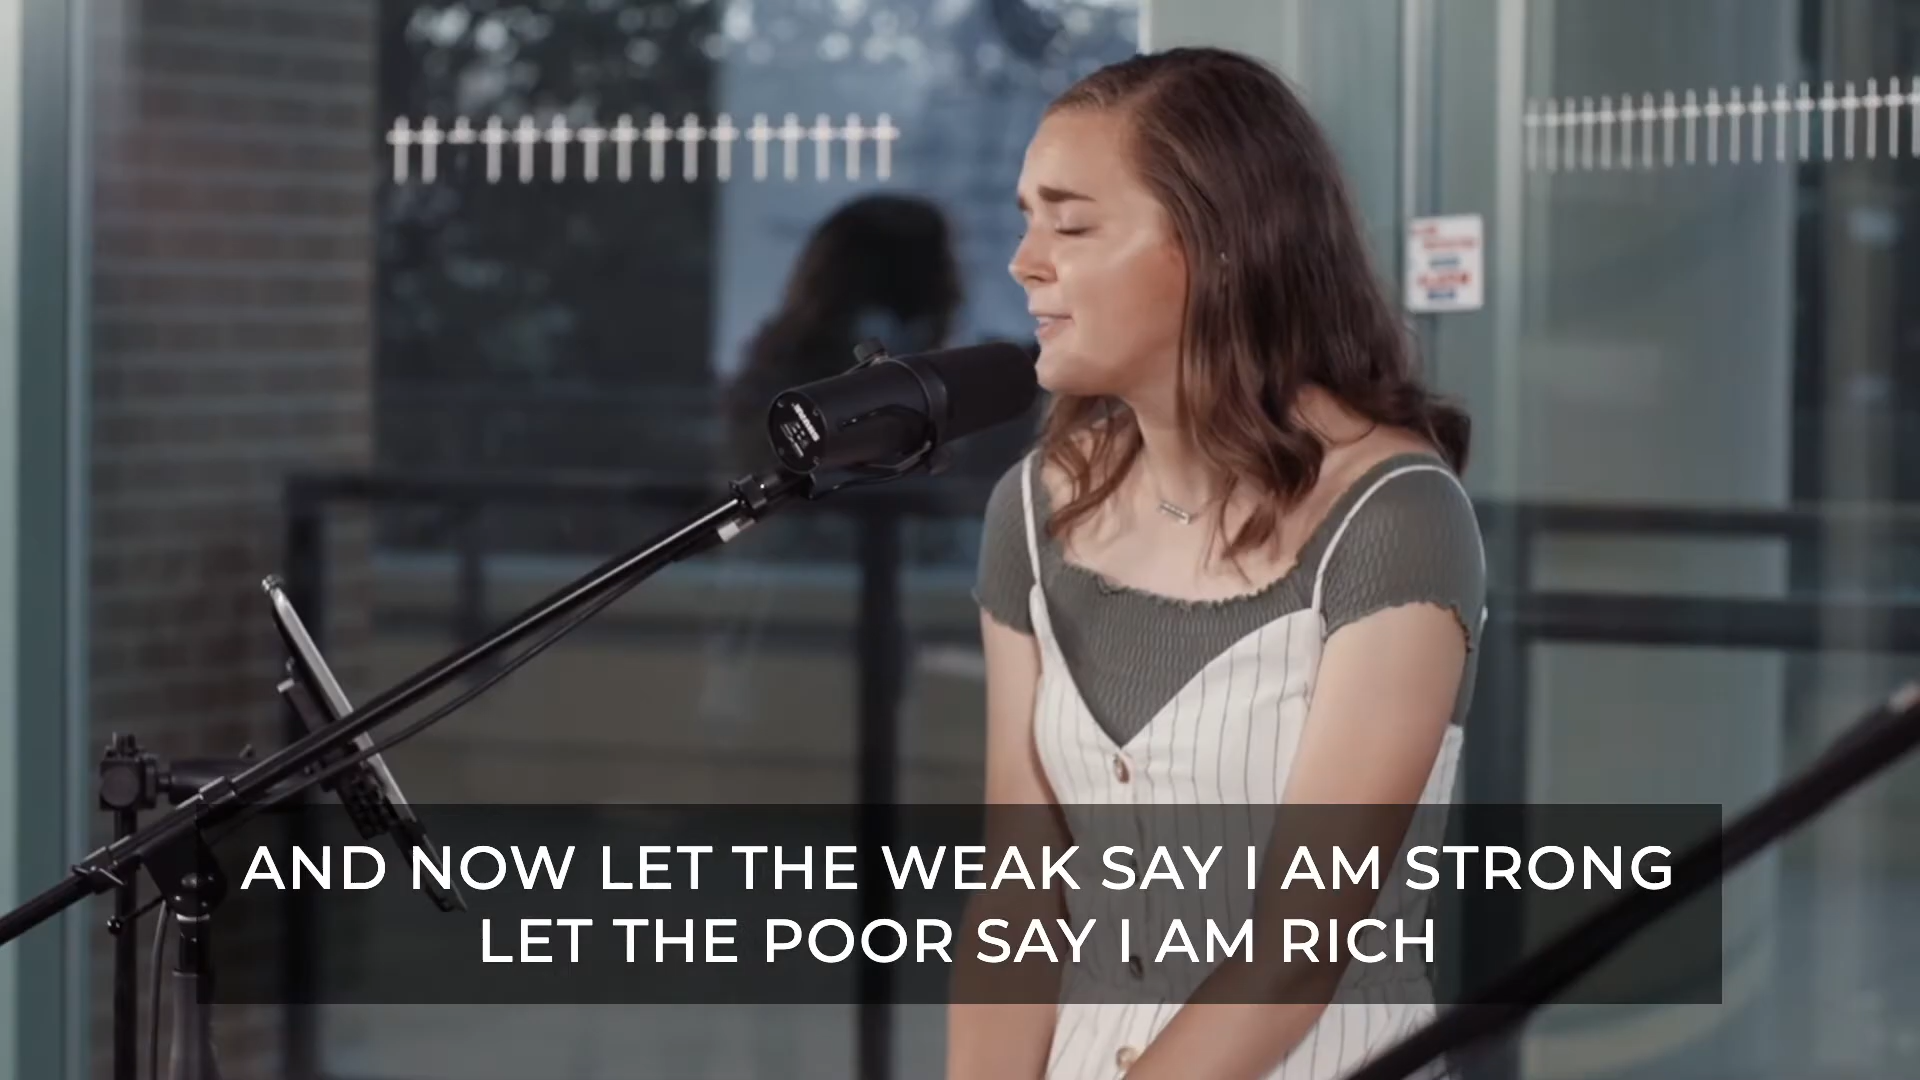 AND NOW LET THE WEAK SAY I AM STRONG
LET THE POOR SAY I AM RICH